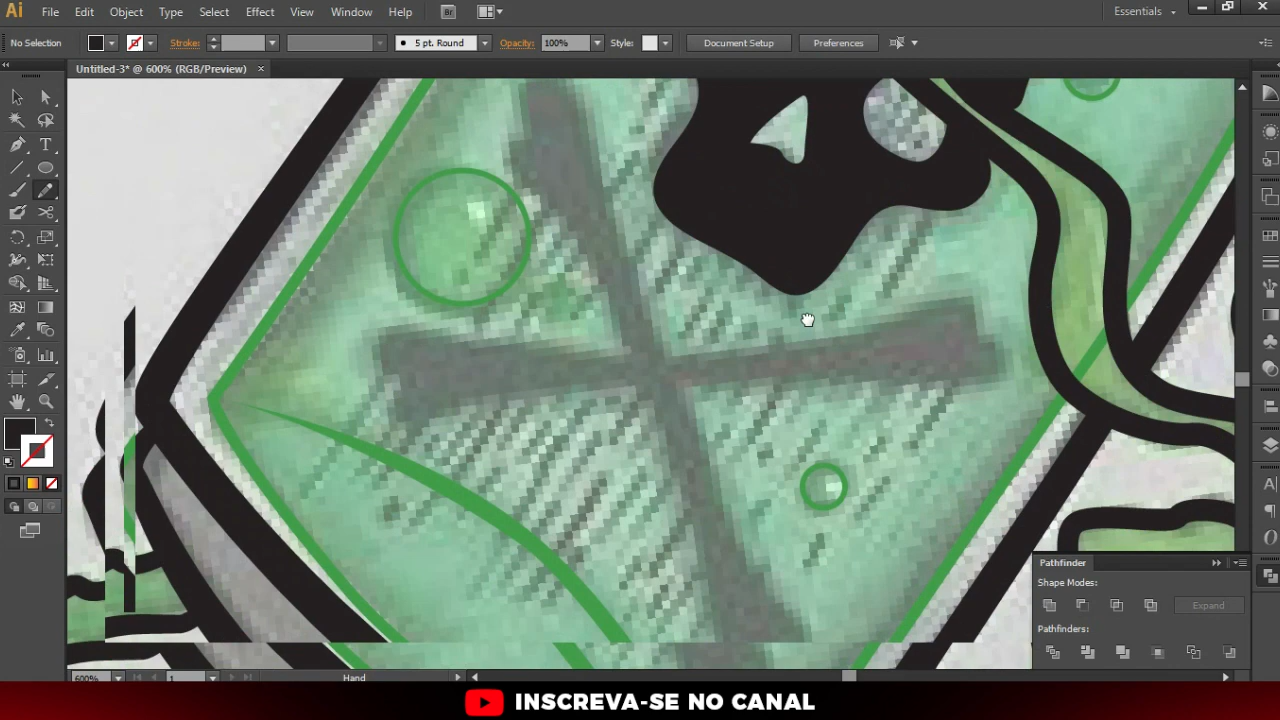 Ai
File Edit Object Type Select Effect View Window Help
Br
Essentials
No Selection
Stroke:
5 pt. Round
Opacity:
100%
Style:
Document Setup
Preferences
Untitled-3* @ 600% (RGB/Preview)
Pathfinder
Shape Modes:
Expand
Pathfinders:
600%
1
Hand
INSCREVA-SE NO CANAL